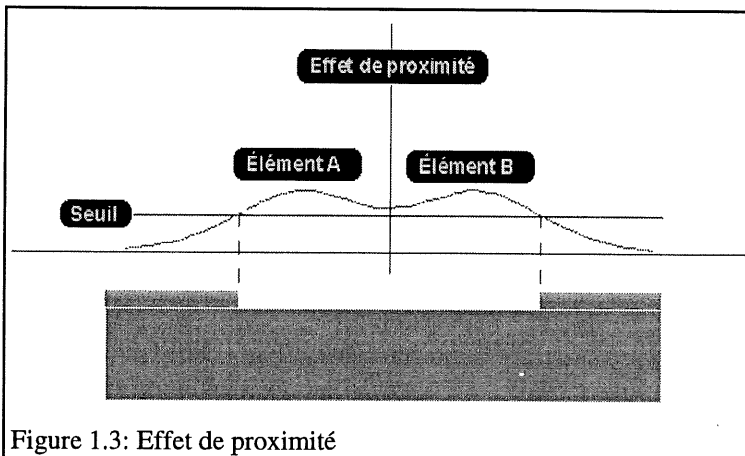 Effet de proximité
Élément A
Élément B
Seuil
Figure 1.3: Effet de proximité